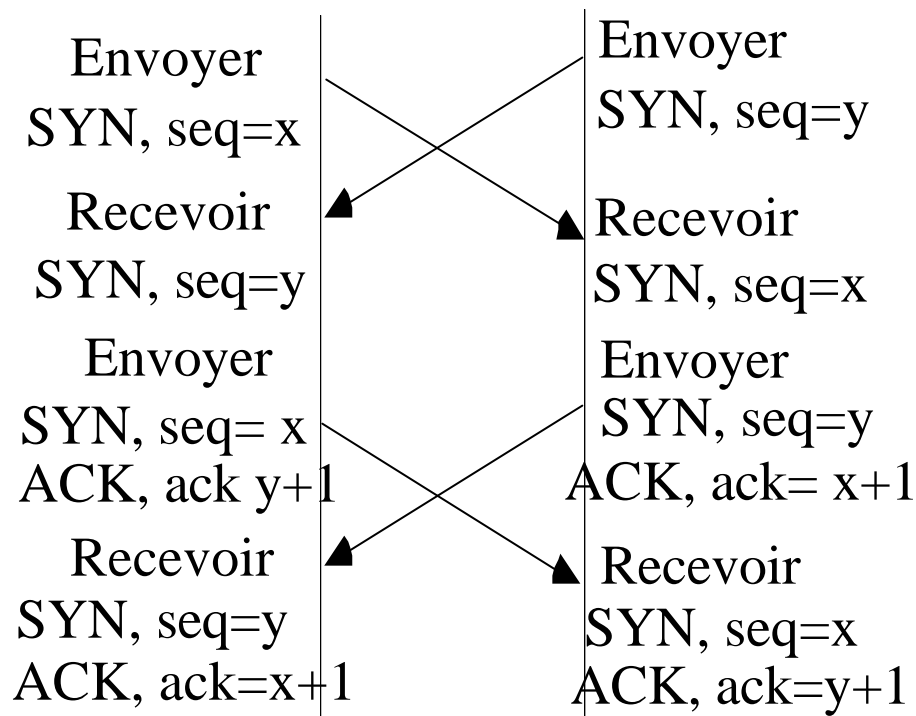 Envoyer
SYN, seq=x
Recevoir
SYN, seq=y
Envoyer
SYN, seq= x
ACK, ack y+1
Recevoir
SYN, seq=y
ACK, ack=x+1
Envoyer
SYN, seq=y
Recevoir
SYN, seq=x
Envoyer
SYN, seq=y
ACK, ack= x+1
Recevoir
SYN, seq=x
ACK, ack=y+1